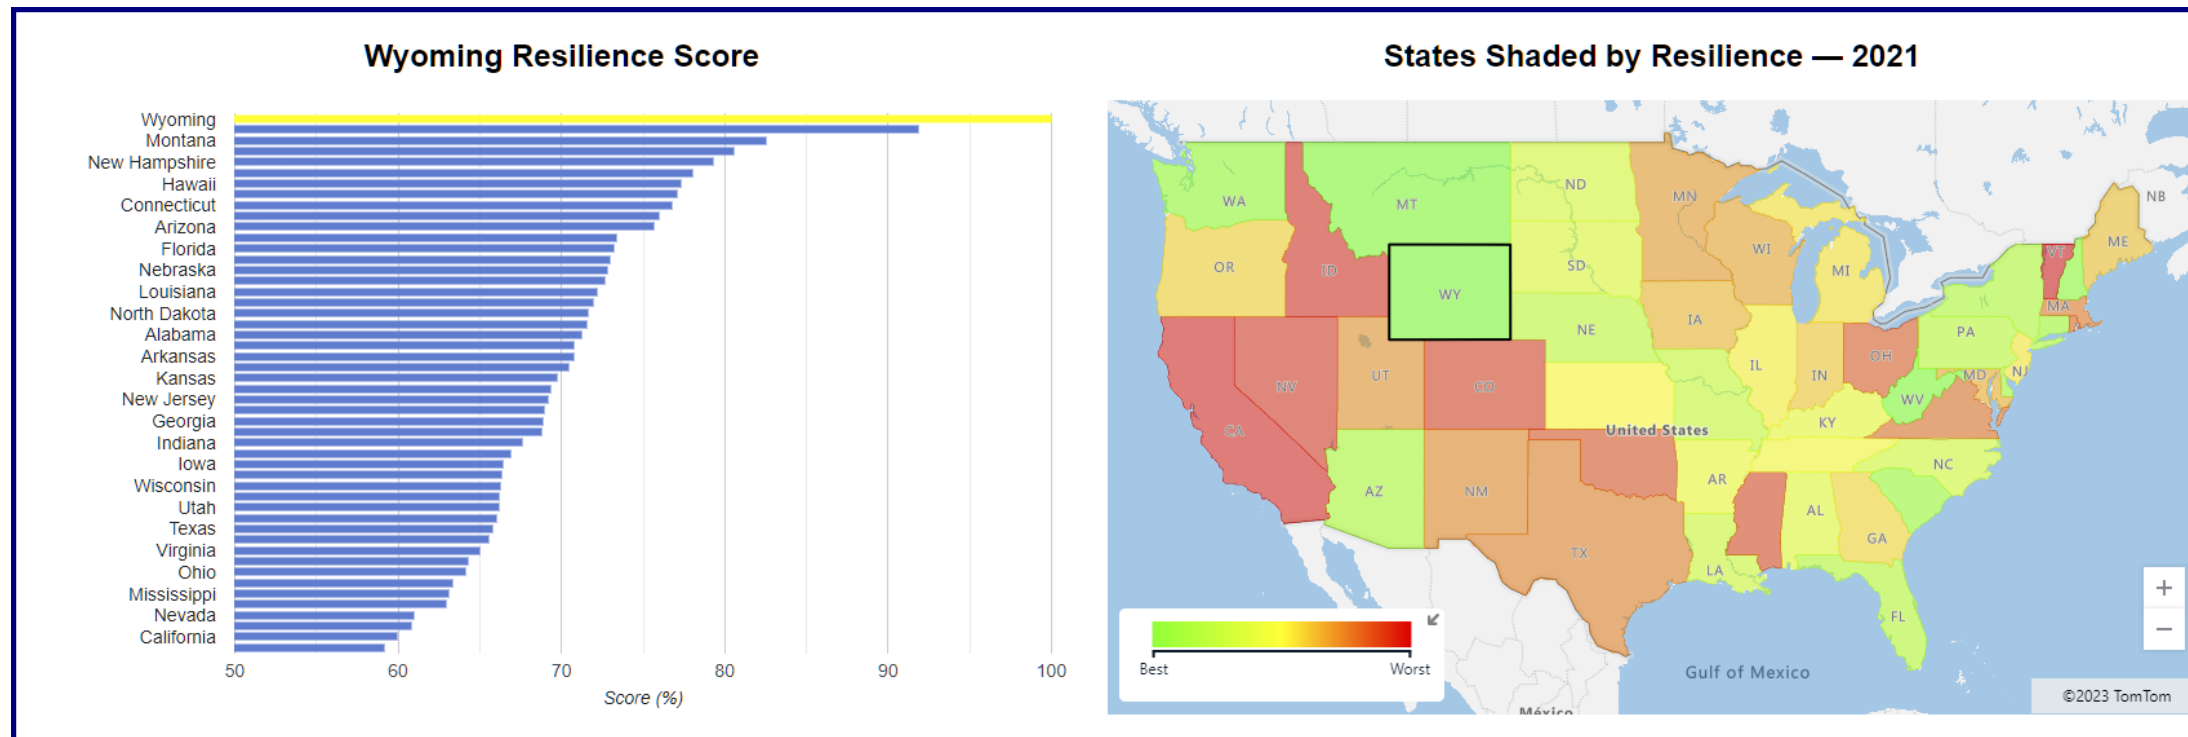 Wyoming Resilience Score
Wyoming
Montana
New Hampshire
Hawaii
Connecticut
Arizona
Florida
Nebraska
Louisiana
North Dakota
Alabama
Arkansas
Kansas
New Jersey
Georgia
Indiana
Iowa
Wisconsin
Utah
Texas
Virginia
Ohio
Mississippi
Nevada
California
50 60 70 80 90 100
Score (%)
States Shaded by Resilience — 2021
WA
MT
ND
MN
NB
OR
ID
WY
SD
WI
MI
ME
VT
NE
IA
MA
PA
NV
UT
CO
IL
IN
OH
MD
NJ
CA
United States
KY
WV
AZ
NM
AR
NC
TX
LA
AL
GA
FL
Gulf of Mexico
México
Best Worst
+
−
©2023 TomTom